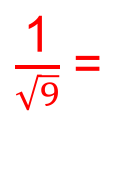 1/√9 =